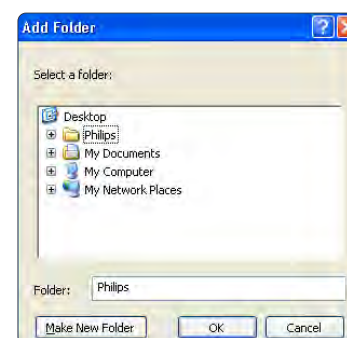 Add Folder
Select a folder:
Desktop
Philips
My Documents
My Computer
My Network Places
Folder: Philips
Make New Folder OK Cancel